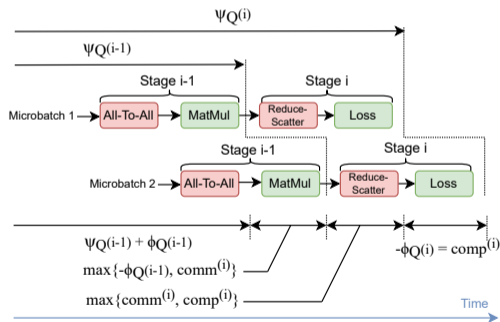 ψQ(i)
ψQ(i-1)
Stage i-1
Stage i
Microbatch 1
All-To-All
MatMul
Reduce-
Scatter
Loss
Stage i-1
Stage i
Microbatch 2
All-To-All
MatMul
Reduce-
Scatter
Loss
ψQ(i-1) + ϕQ(i-1)
-ϕQ(i) = comp(i)
max{-ϕQ(i-1), comm(i)}
max{comm(i), comp(i)}
Time